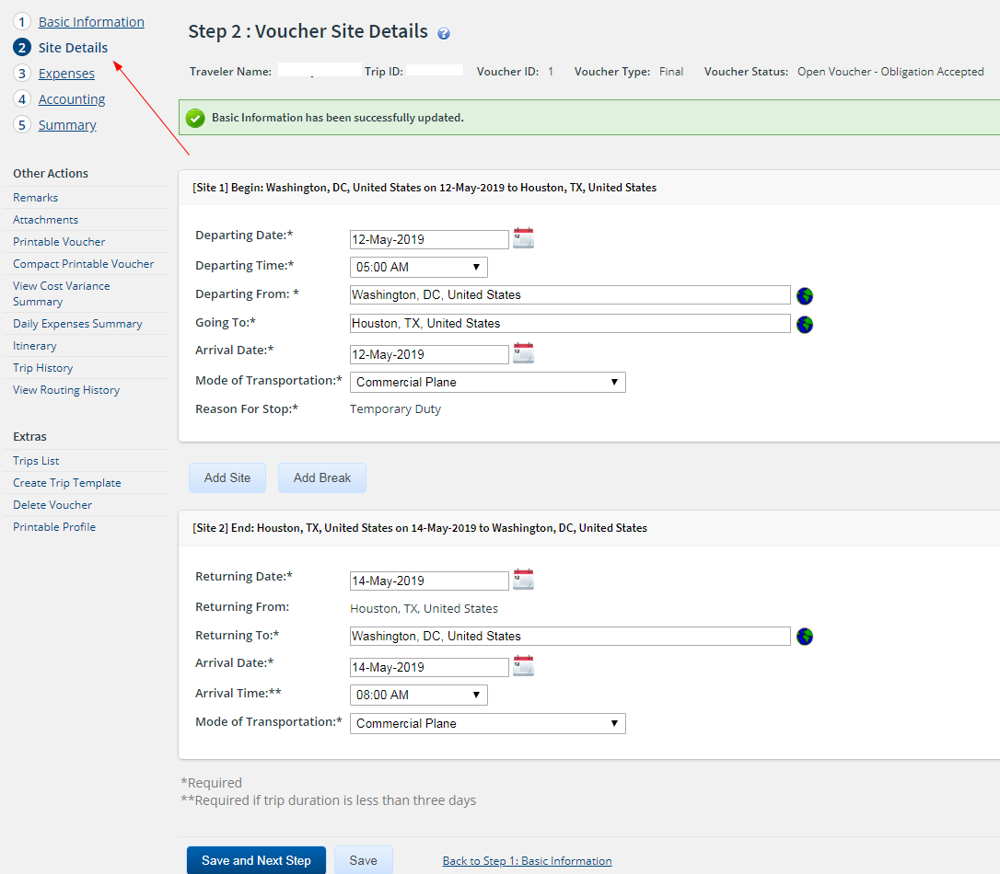 1 Basic Information
2 Site Details
3 Expenses
4 Accounting
5 Summary
Other Actions
Remarks
Attachments
Printable Voucher
Compact Printable Voucher
View Cost Variance
Summary
Daily Expenses Summary
Itinerary
Trip History
View Routing History
Extras
Trips List
Create Trip Template
Delete Voucher
Printable Profile
Step 2 : Voucher Site Details ?
Traveler Name: Trip ID: Voucher ID: 1 Voucher Type: Final Voucher Status: Open Voucher - Obligation Accepted
Basic Information has been successfully updated.
[Site 1] Begin: Washington, DC, United States on 12-May-2019 to Houston, TX, United States
Departing Date:* 12-May-2019 12
Departing Time:* 05:00 AM
Departing From: * Washington, DC, United States
Going To:* Houston, TX, United States
Arrival Date:* 12-May-2019 12
Mode of Transportation:* Commercial Plane
Reason For Stop:* Temporary Duty
Add Site Add Break
[Site 2] End: Houston, TX, United States on 14-May-2019 to Washington, DC, United States
Returning Date:* 14-May-2019 12
Returning From: Houston, TX, United States
Returning To:* Washington, DC, United States
Arrival Date:* 14-May-2019 12
Arrival Time:** 08:00 AM
Mode of Transportation:* Commercial Plane
*Required
**Required if trip duration is less than three days
Save and Next Step Save Back to Step 1: Basic Information